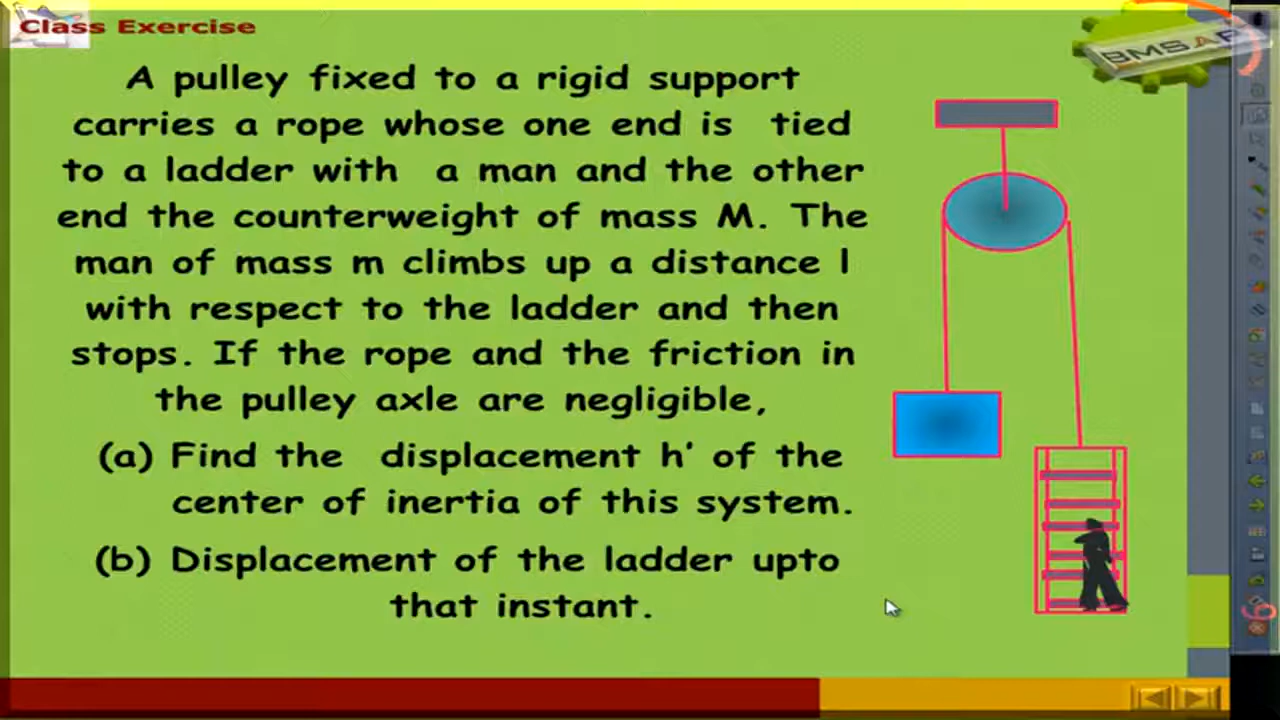 Class Exercise
BMSAP
A pulley fixed to a rigid support
carries a rope whose one end is tied
to a ladder with a man and the other
end the counterweight of mass M. The
man of mass m climbs up a distance l
with respect to the ladder and then
stops. If the rope and the friction in
the pulley axle are negligible,
(a) Find the displacement h' of the
center of inertia of this system.
(b) Displacement of the ladder upto
that instant.